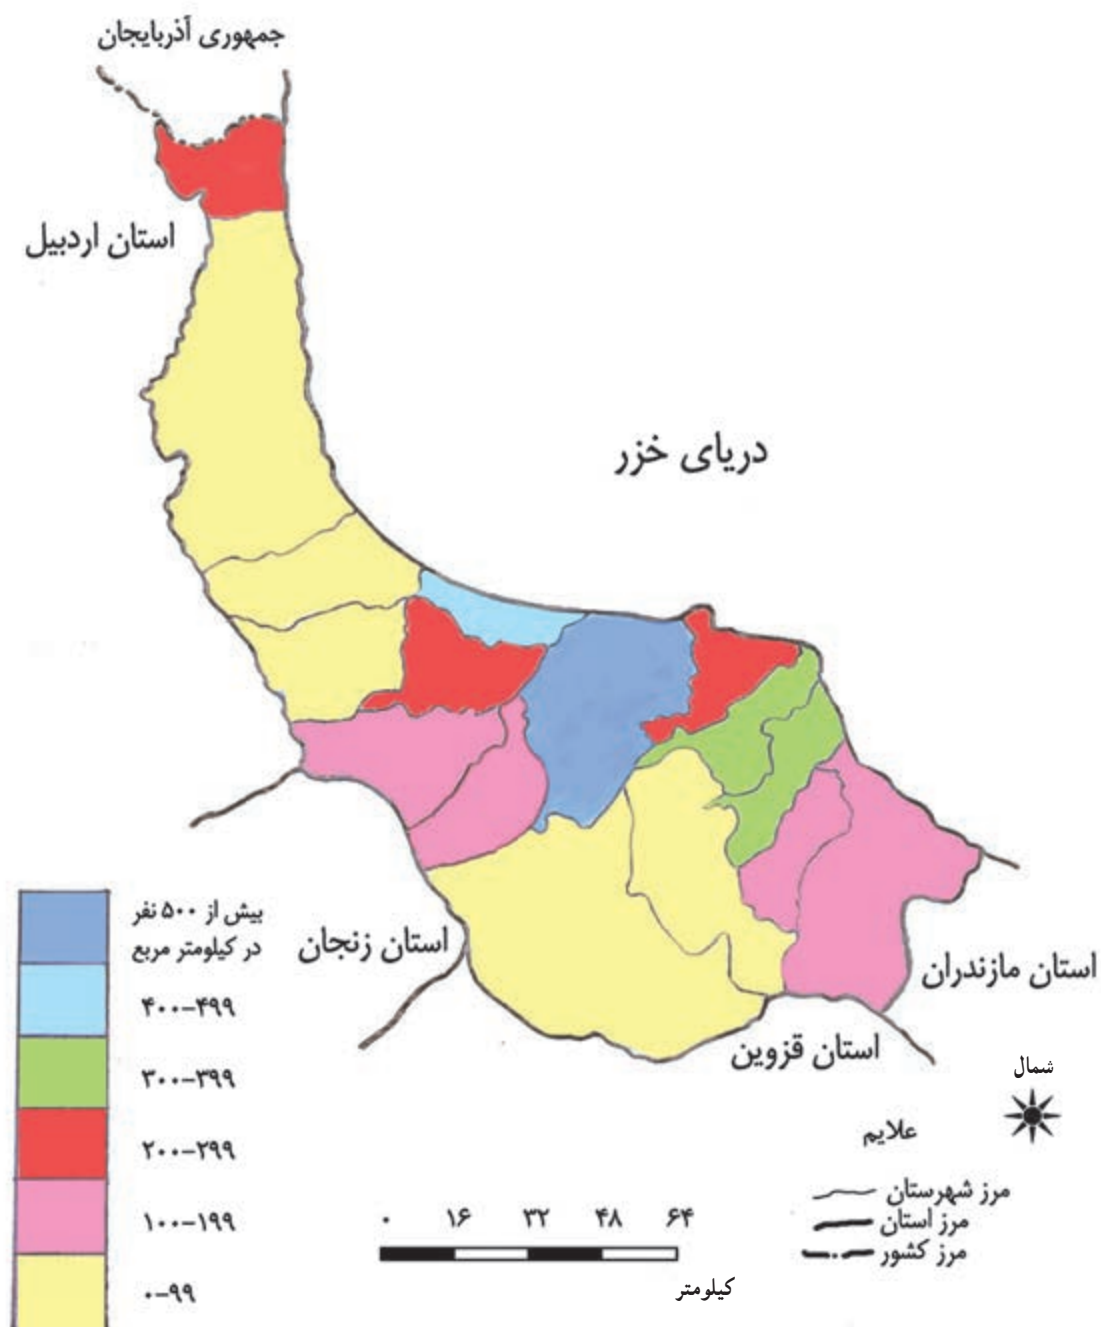 جمهوری آذربایجان
استان اردبیل
دریای خزر
بیش از ۵۰۰ نفر
در کیلومتر مربع
۴۰۰-۴۹۹
۳۰۰-۳۹۹
۲۰۰-۲۹۹
۱۰۰-۱۹۹
۰-۹۹
استان زنجان
استان مازندران
استان قزوین
شمال
علایم
مرز شهرستان
مرز استان
مرز کشور
۰ ۱۶ ۳۲ ۴۸ ۶۴
کیلومتر